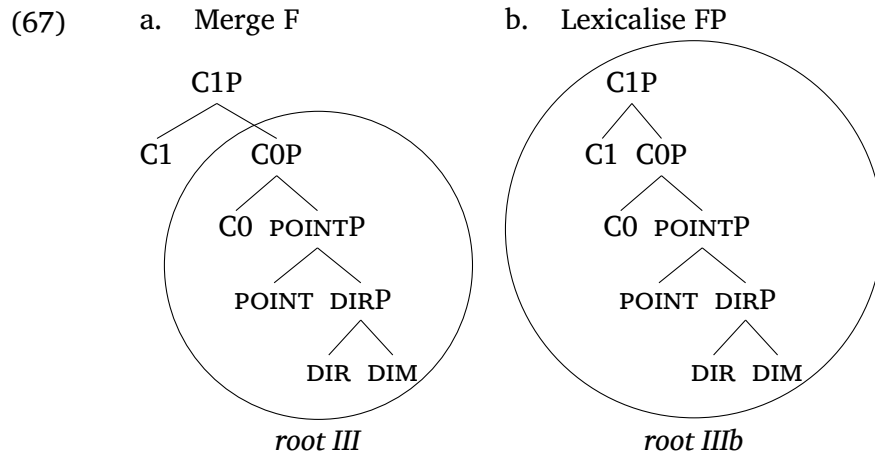 (67) a. Merge F b. Lexicalise FP
C1P C1P
C1 C0P C1 C0P
C0 POINTP C0 POINTP
POINT DIRP POINT DIRP
DIR DIM DIR DIM
root III root IIIb